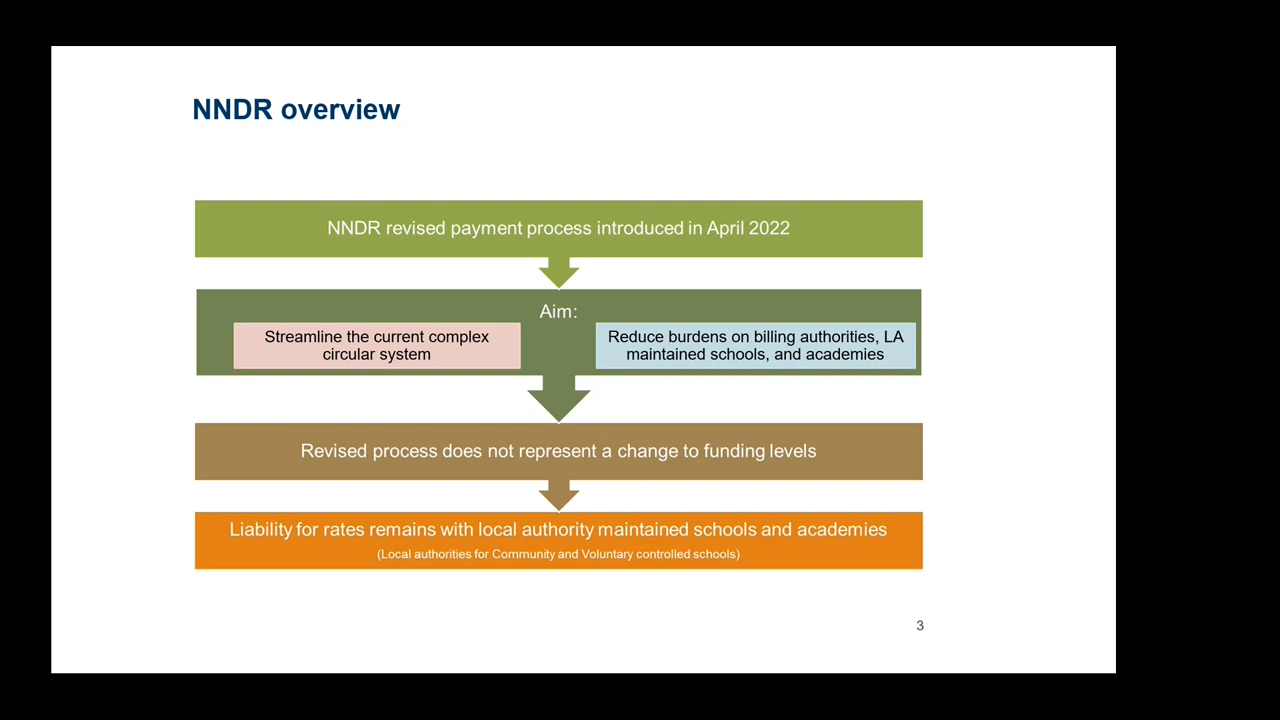 NNDR overview
NNDR revised payment process introduced in April 2022
Aim:
Streamline the current complex
circular system
Reduce burdens on billing authorities, LA
maintained schools, and academies
Revised process does not represent a change to funding levels
Liability for rates remains with local authority maintained schools and academies
(Local authorities for Community and Voluntary controlled schools)
3